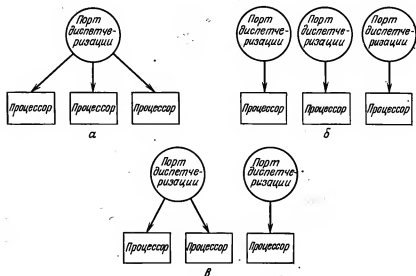 Порт
диспетче-
ризации
Процессор
Процессор
Процессор
а
Порт
диспетче-
ризации
Порт
диспетче-
ризации
Порт
диспетче-
ризации
Процессор
Процессор
Процессор
б
Порт
диспетче-
ризации
Порт
диспетче-
ризации
Процессор
Процессор
Процессор
в